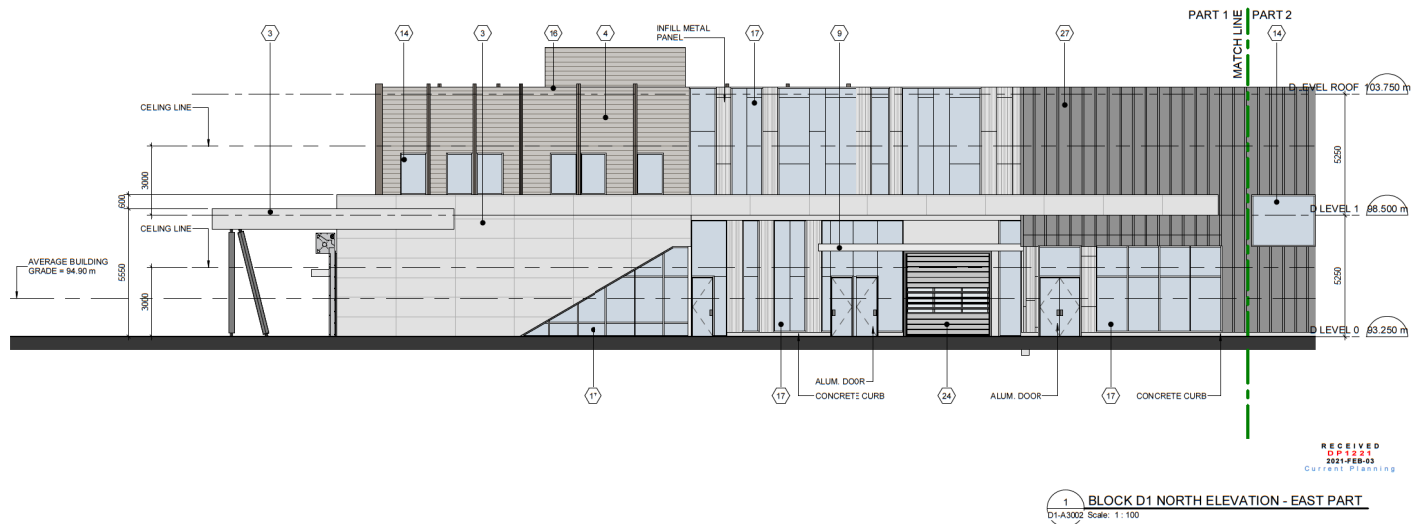 PART 1
PART 2
MATCH LINE
3
14
3
16
4
INFILL METAL
PANEL
17
9
27
14
D LEVEL ROOF 103.750 m
CELING LINE
3000
5250
600
3
D LEVEL 1 98.500 m
CELING LINE
AVERAGE BUILDING
GRADE = 94.90 m
5550
3000
5250
D LEVEL 0 93.250 m
ALUM. DOOR
17
CONCRETE CURB
24
ALUM. DOOR
17
CONCRETE CURB
RECEIVED
DP1221
2021-FEB-03
Current Planning
1 BLOCK D1 NORTH ELEVATION - EAST PART
D1-A3002 Scale: 1 : 100